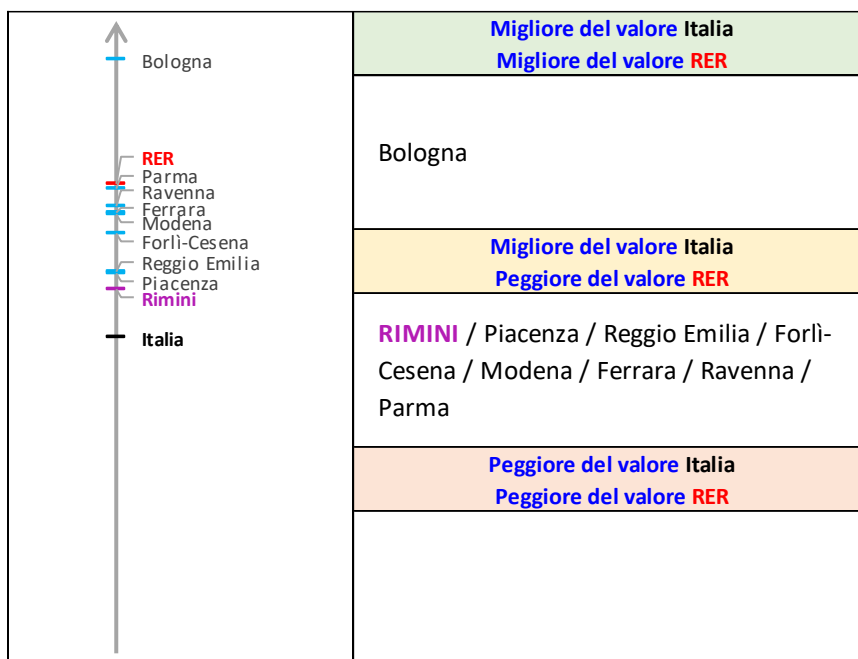 Bologna
RER
Parma
Ravenna
Ferrara
Modena
Forlì-Cesena
Reggio Emilia
Piacenza
Rimini
Italia
Migliore del valore Italia
Migliore del valore RER
Bologna
Migliore del valore Italia
Peggiore del valore RER
RIMINI / Piacenza / Reggio Emilia / Forlì-
Cesena / Modena / Ferrara / Ravenna /
Parma
Peggiore del valore Italia
Peggiore del valore RER